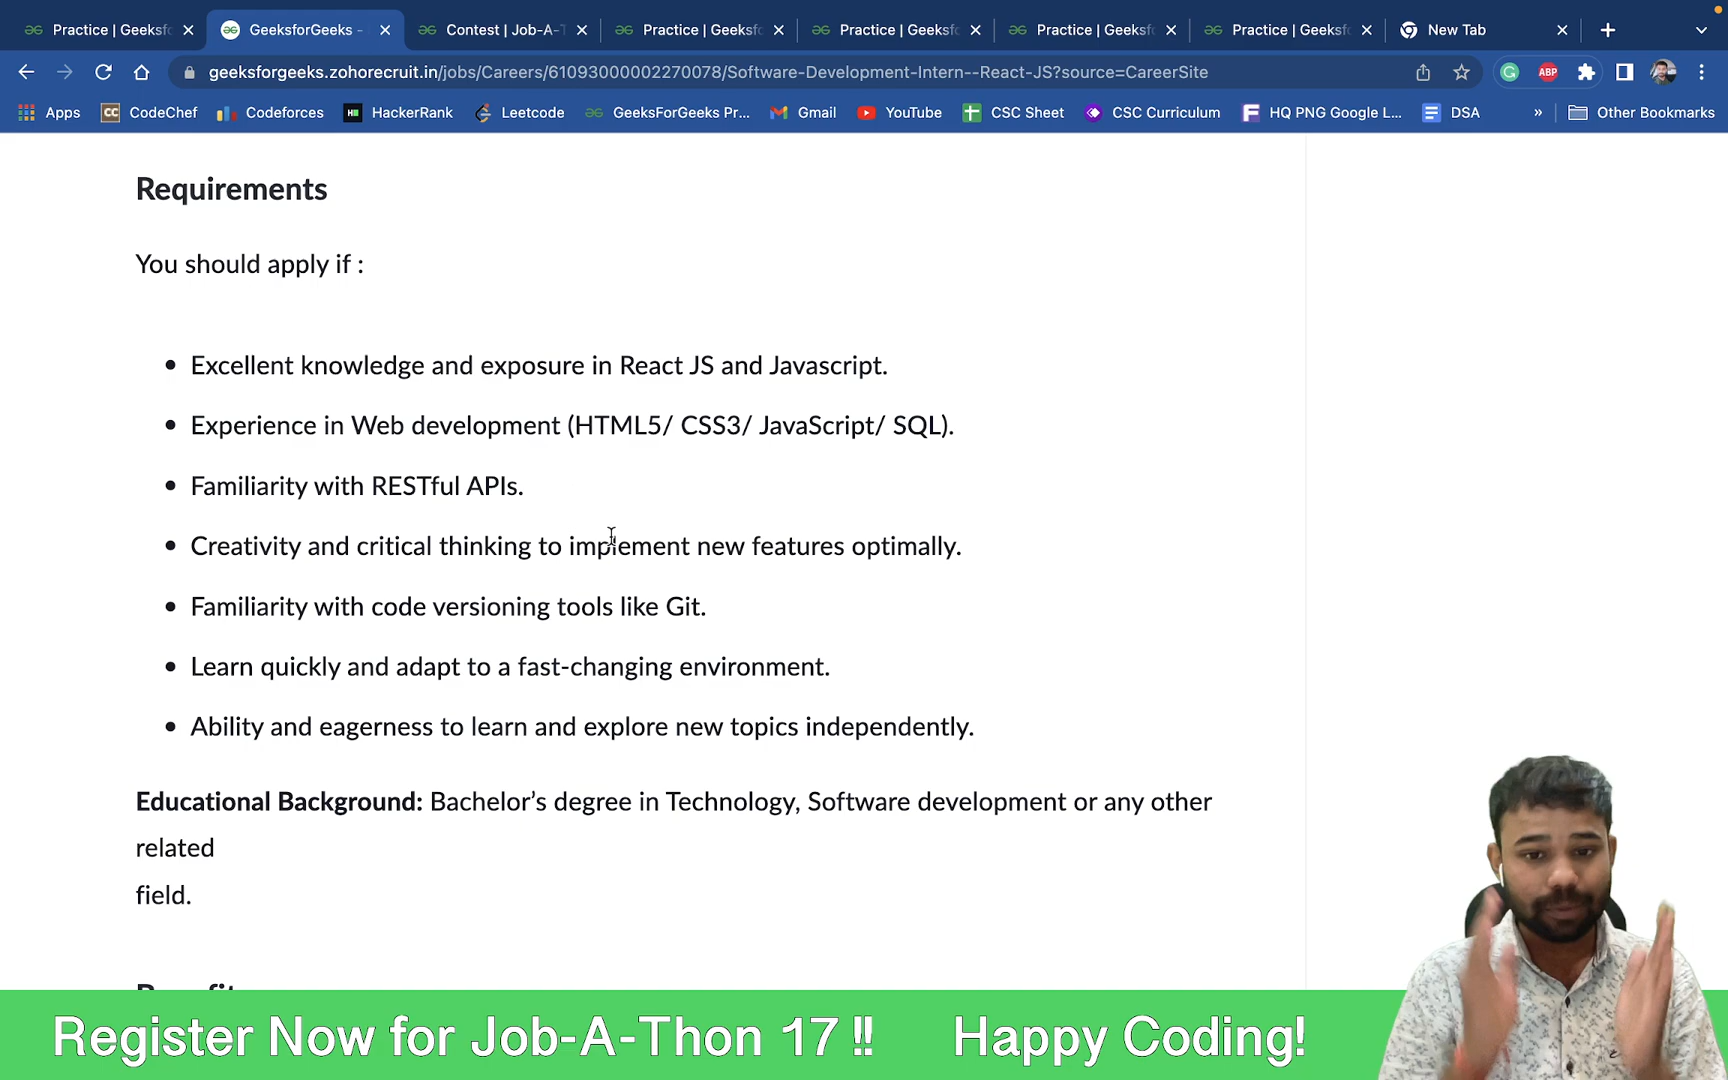 Practice | Geeksfo
GeeksforGeeks -
Contest | Job-A-T
Practice | Geeksfo
Practice | Geeksfo
Practice | Geeksfo
Practice | Geeksfo
New Tab
geeksforgeeks.zohorecruit.in/jobs/Careers/61093000002270078/Software-Development-Intern--React-JS?source=CareerSite
ABP
Apps
CodeChef
Codeforces
HackerRank
Leetcode
GeeksForGeeks Pr...
Gmail
YouTube
CSC Sheet
CSC Curriculum
HQ PNG Google L...
DSA
»
Other Bookmarks
Requirements
You should apply if :
• Excellent knowledge and exposure in React JS and Javascript.
• Experience in Web development (HTML5/ CSS3/ JavaScript/ SQL).
• Familiarity with RESTful APIs.
• Creativity and critical thinking to implement new features optimally.
• Familiarity with code versioning tools like Git.
• Learn quickly and adapt to a fast-changing environment.
• Ability and eagerness to learn and explore new topics independently.
Educational Background: Bachelor’s degree in Technology, Software development or any other
related
field.
Register Now for Job-A-Thon 17 !! Happy Coding!